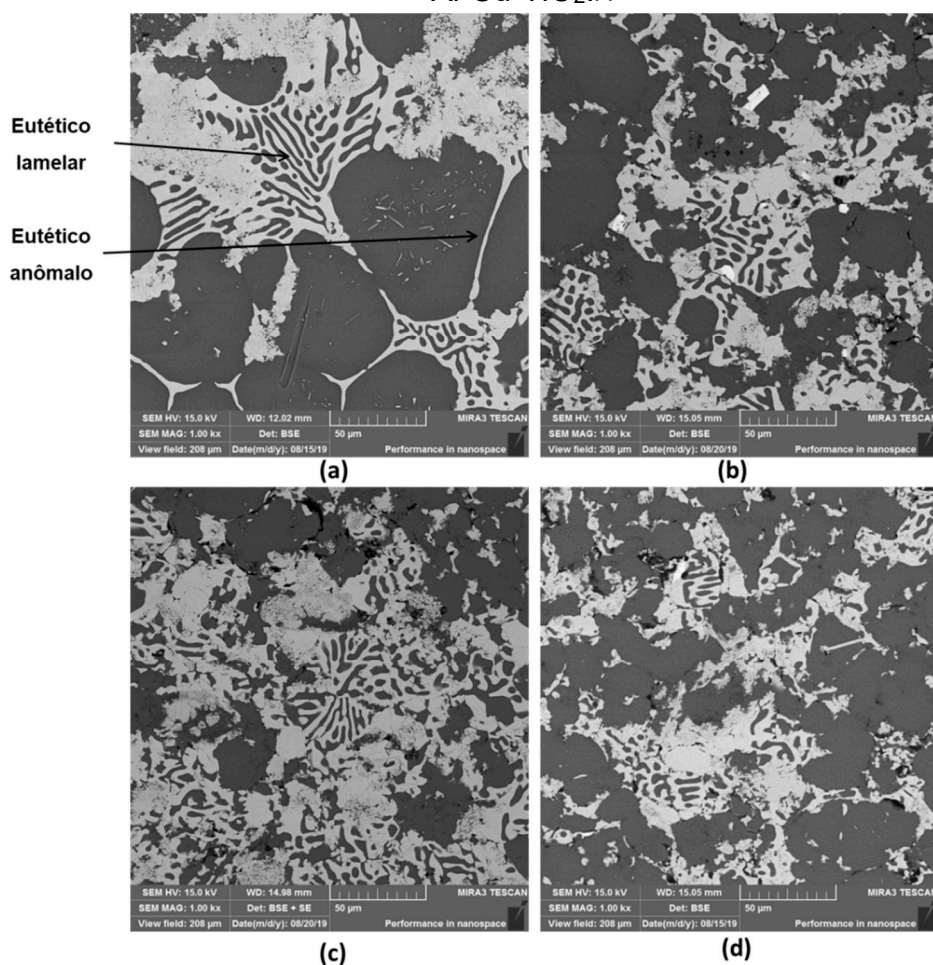 Eutético
lamelar
Eutético
anômalo
SEM HV: 15.0 kV WD: 12.02 mm MIRA3 TESCAN
SEM MAG: 1.00 kx Det: BSE 50 µm
View field: 208 µm Date(m/d/y): 08/15/19 Performance in nanospace
(a)
SEM HV: 15.0 kV WD: 15.05 mm MIRA3 TESCAN
SEM MAG: 1.00 kx Det: BSE 50 µm
View field: 208 µm Date(m/d/y): 08/20/19 Performance in nanospace
(b)
SEM HV: 15.0 kV WD: 14.98 mm MIRA3 TESCAN
SEM MAG: 1.00 kx Det: BSE + SE 50 µm
View field: 208 µm Date(m/d/y): 08/20/19 Performance in nanospace
(c)
SEM HV: 15.0 kV WD: 15.05 mm MIRA3 TESCAN
SEM MAG: 1.00 kx Det: BSE 50 µm
View field: 208 µm Date(m/d/y): 08/15/19 Performance in nanospace
(d)